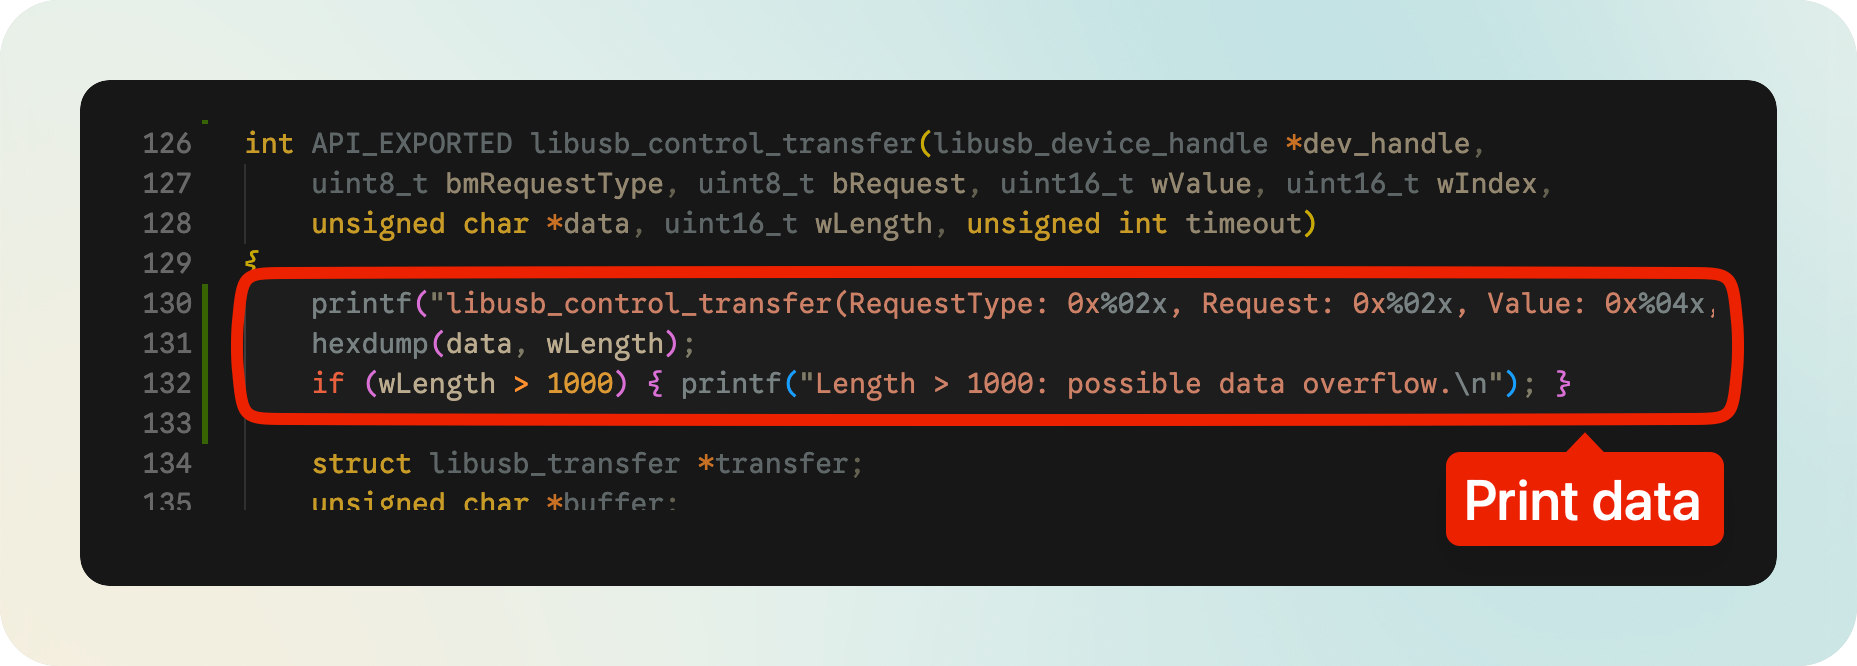 126 int API_EXPORTED libusb_control_transfer(libusb_device_handle *dev_handle,
127 uint8_t bmRequestType, uint8_t bRequest, uint16_t wValue, uint16_t wIndex,
128 unsigned char *data, uint16_t wLength, unsigned int timeout)
129 {
130 printf("libusb_control_transfer(RequestType: 0x%02x, Request: 0x%02x, Value: 0x%04x,
131 hexdump(data, wLength);
132 if (wLength > 1000) { printf("Length > 1000: possible data overflow.\n"); }
133
134 struct libusb_transfer *transfer;
135 unsigned char *buffer;
Print data